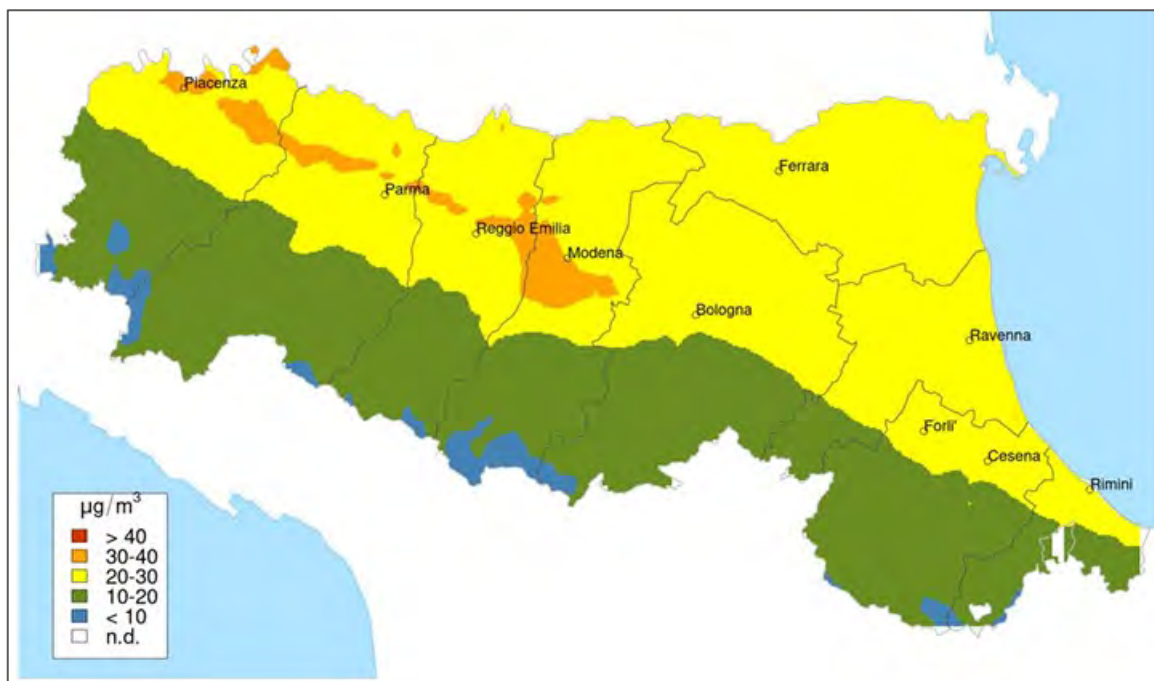 Piacenza
Ferrara
Parma
Reggio Emilia
Modena
Bologna
Ravenna
Forli'
Cesena
Rimini
µg/m³
> 40
30-40
20-30
10-20
< 10
n.d.